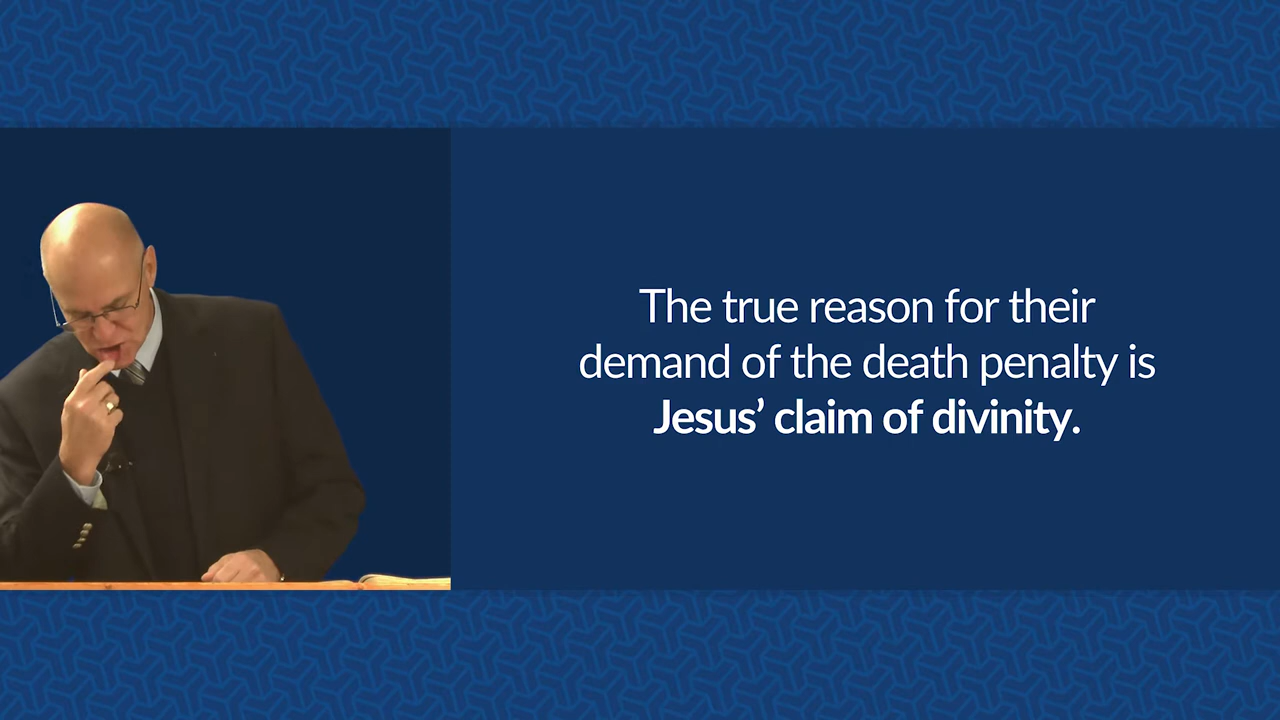 The true reason for their
demand of the death penalty is
Jesus’ claim of divinity.